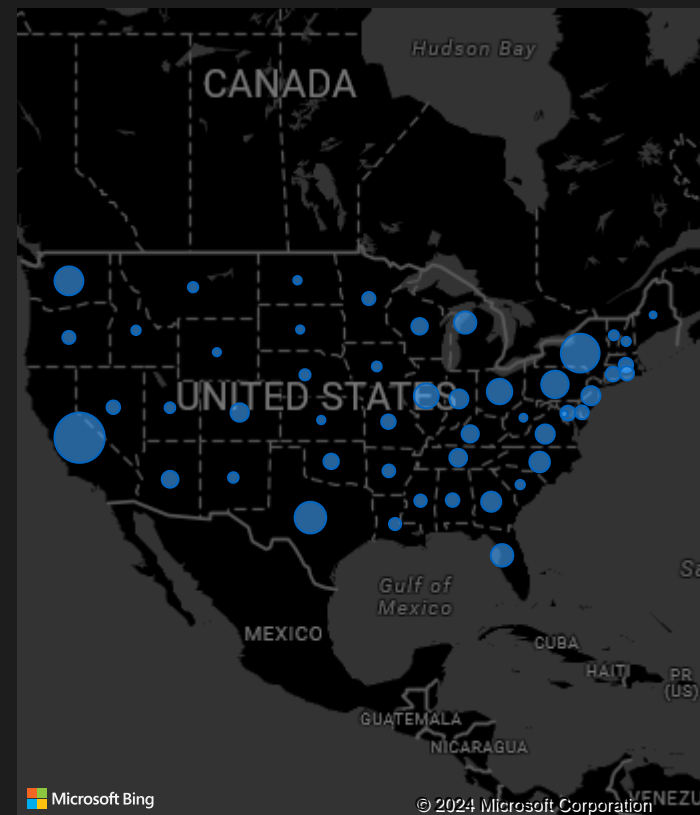 Hudson Bay
CANADA
UNITED STATES
Gulf of
Mexico
MEXICO
CUBA
HAITI
PR
(US)
GUATEMALA
NICARAGUA
Microsoft Bing
© 2024 Microsoft Corporation